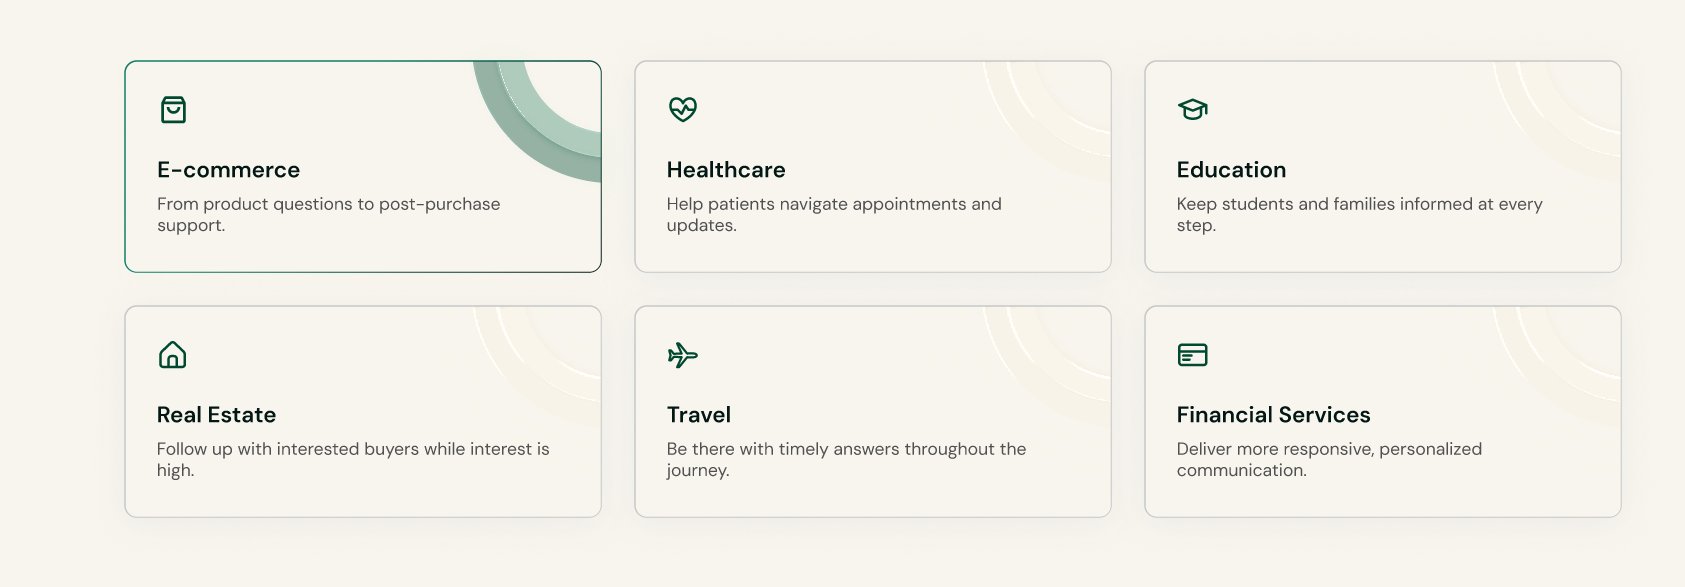 E-commerce
From product questions to post-purchase
support.
Healthcare
Help patients navigate appointments and
updates.
Education
Keep students and families informed at every
step.
Real Estate
Follow up with interested buyers while interest is
high.
Travel
Be there with timely answers throughout the
journey.
Financial Services
Deliver more responsive, personalized
communication.